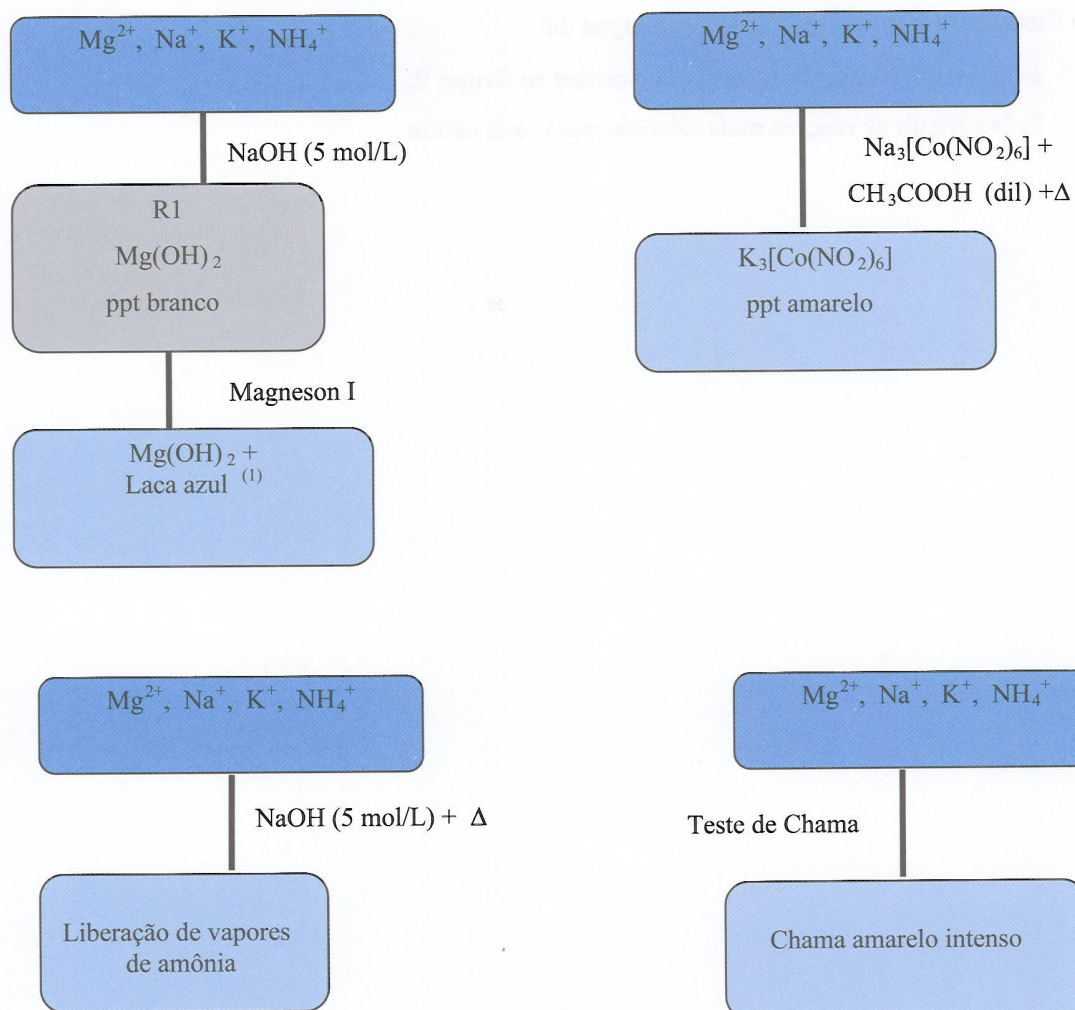 Mg²⁺, Na⁺, K⁺, NH₄⁺
NaOH (5 mol/L)
R1
Mg(OH)₂
ppt branco
Magneson I
Mg(OH)₂ +
Laca azul ⁽¹⁾
Mg²⁺, Na⁺, K⁺, NH₄⁺
Na₃[Co(NO₂)₆] +
CH₃COOH (dil) +Δ
K₃[Co(NO₂)₆]
ppt amarelo
Mg²⁺, Na⁺, K⁺, NH₄⁺
NaOH (5 mol/L) + Δ
Liberação de vapores
de amônia
Mg²⁺, Na⁺, K⁺, NH₄⁺
Teste de Chama
Chama amarelo intenso